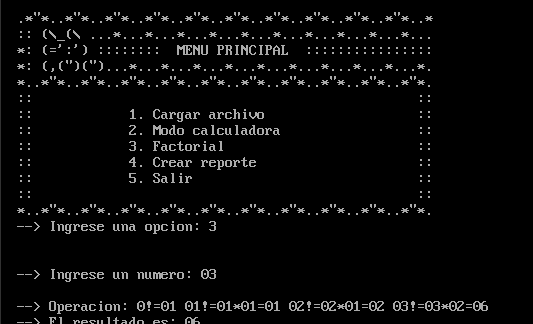 .*"*..*"*..*"*..*"*..*"*..*"*..*"*..*"*..*"*..*"*..*
:: (\_(\ ...*...*...*...*...*...*...*...*...*...*...
*: (=' :') ::::::::  MENU PRINCIPAL  ::::::::::::::::
*: (,(")(")...*...*...*...*...*...*...*...*...*...*.
*..*"*..*"*..*"*..*"*..*"*..*"*..*"*..*"*..*"*..*"*.
:: ::
:: 1. Cargar archivo ::
:: 2. Modo calculadora ::
:: 3. Factorial ::
:: 4. Crear reporte ::
:: 5. Salir ::
:: ::
*..*"*..*"*..*"*..*"*..*"*..*"*..*"*..*"*..*"*..*"*.
--> Ingrese una opcion: 3
--> Ingrese un numero: 03
--> Operacion: 0!=01 01!=01*01=01 02!=02*01=02 03!=03*02=06
--> El resultado es: 06